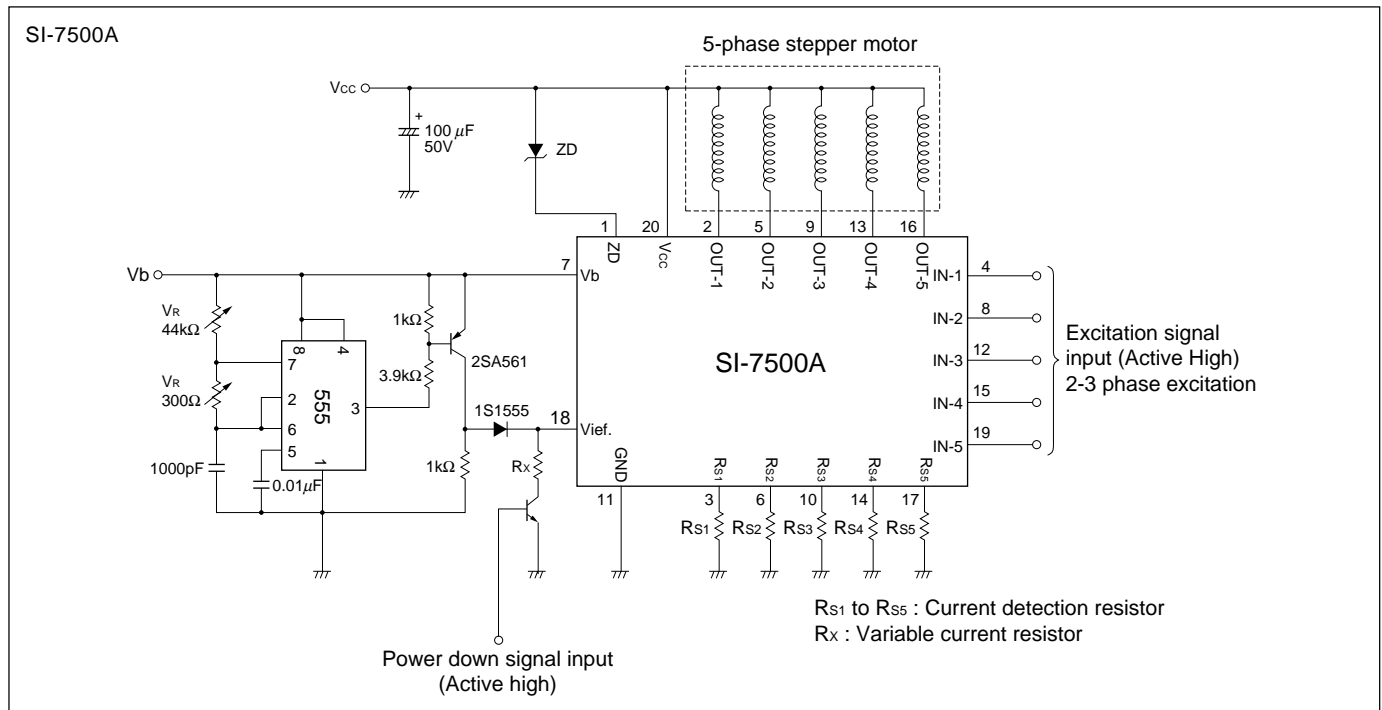 SI-7500A
5-phase stepper motor
Vcc
+
100 µF
50V
ZD
1
20
2
5
9
13
16
ZD
Vcc
OUT-1
OUT-2
OUT-3
OUT-4
OUT-5
Vb
7
Vb
IN-1
4
IN-2
8
IN-3
12
IN-4
15
IN-5
19
Excitation signal
input (Active High)
2-3 phase excitation
SI-7500A
VR
44kΩ
VR
300Ω
1000pF
8
4
7
2
6
5
1
3
555
0.01µF
1kΩ
3.9kΩ
2SA561
1S1555
1kΩ
Rx
18
Vief.
GND
RS1
RS2
RS3
RS4
RS5
11
3
6
10
14
17
RS1
RS2
RS3
RS4
RS5
RS1 to RS5 : Current detection resistor
Rx : Variable current resistor
Power down signal input
(Active high)